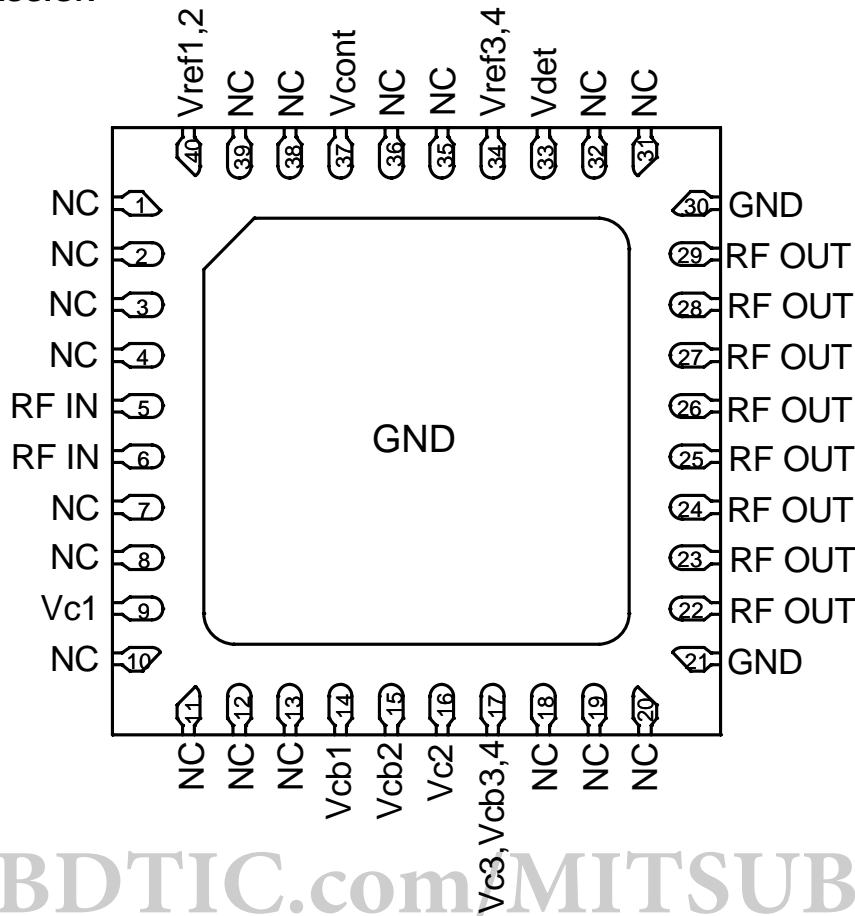 Vref1,2
NC
NC
Vcont
NC
NC
Vref3,4
Vdet
NC
NC
40
39
38
37
36
35
34
33
32
31
NC 1
NC 2
NC 3
NC 4
RF IN 5
RF IN 6
NC 7
NC 8
Vc1 9
NC 10
GND
30 GND
29 RF OUT
28 RF OUT
27 RF OUT
26 RF OUT
25 RF OUT
24 RF OUT
23 RF OUT
22 RF OUT
21 GND
11
12
13
14
15
16
17
18
19
20
NC
NC
NC
Vcb1
Vcb2
Vc2
Vc3,Vcb3,4
NC
NC
NC
BDTIC.com/MITSUB